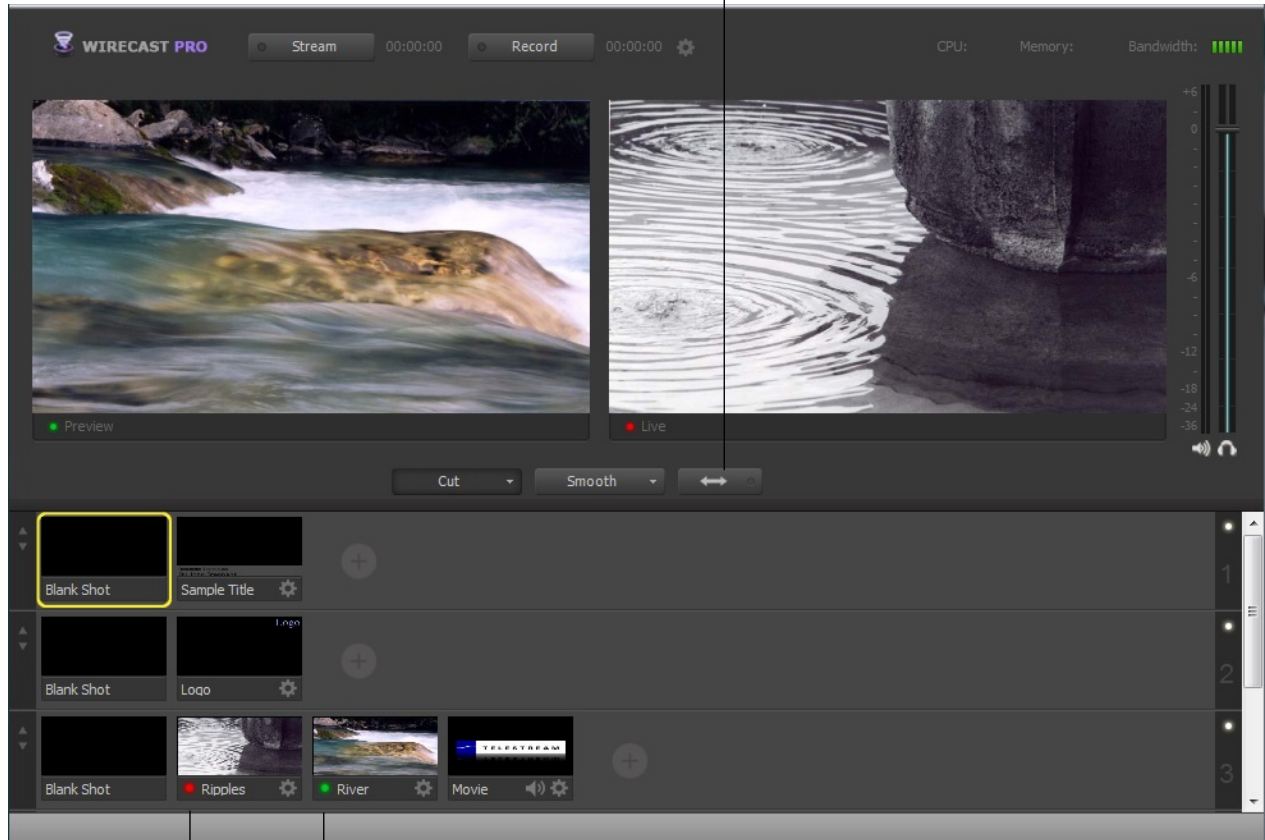 WIRECAST PRO Stream 00:00:00 Record 00:00:00 CPU: Memory: Bandwidth:
+6
0
-6
-12
-18
-24
-36
Preview Live
Cut Smooth
Blank Shot Sample Title
1
Logo
Blank Shot Logo
2
TELESTREAM
Blank Shot Ripples River Movie
3